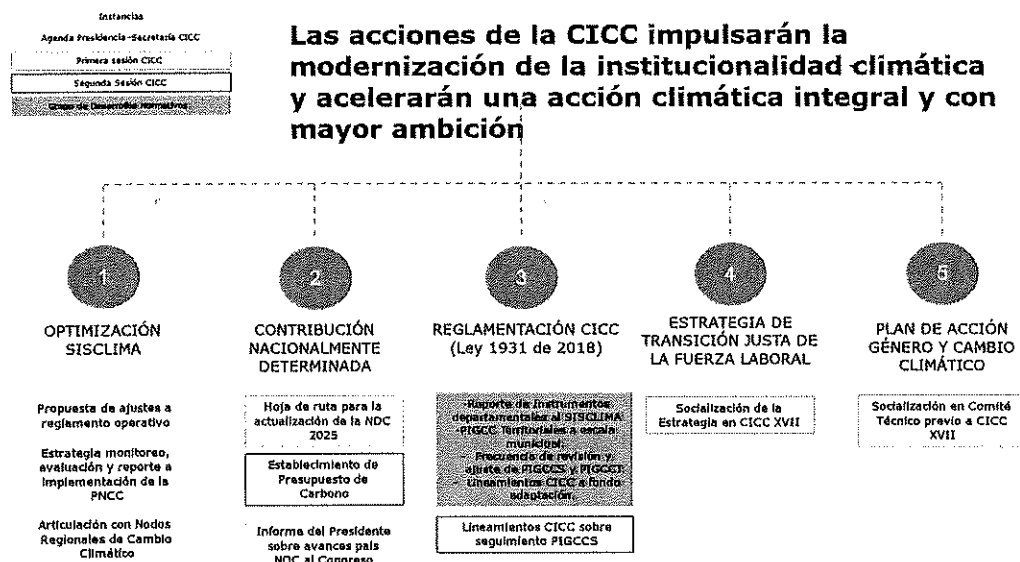 Instancias
Agenda Presidencia -Secretaría CICC
Primera sesión CICC
Segunda Sesión CICC
Grupo de Desarrollos Normativos
Las acciones de la CICC impulsarán la
modernización de la institucionalidad climática
y acelerarán una acción climática integral y con
mayor ambición
1
OPTIMIZACIÓN
SISCLIMA
Propuesta de ajustes a
reglamento operativo
Estrategia monitoreo,
evaluación y reporte a
implementación de la
PNCC
Articulación con Nodos
Regionales de Cambio
Climático
2
CONTRIBUCIÓN
NACIONALMENTE
DETERMINADA
Hoja de ruta para la
actualización de la NDC
2025
Establecimiento de
Presupuesto de
Carbono
Informe del Presidente
sobre avances país
NDC al Congreso
3
REGLAMENTACIÓN CICC
(Ley 1931 de 2018)
-Reporte de Instrumentos
departamentales al SISCLIMA
-PIGCC Territoriales a escala
municipal.
- Frecuencia de revisión y
ajuste de PIGCCS y PIGCCT.
- Lineamientos CICC a fondo
adaptación.
Lineamientos CICC sobre
seguimiento PIGCCS
4
ESTRATEGIA DE
TRANSICIÓN JUSTA DE
LA FUERZA LABORAL
Socialización de la
Estrategia en CICC XVII
5
PLAN DE ACCIÓN
GÉNERO Y CAMBIO
CLIMÁTICO
Socialización en Comité
Técnico previo a CICC
XVII